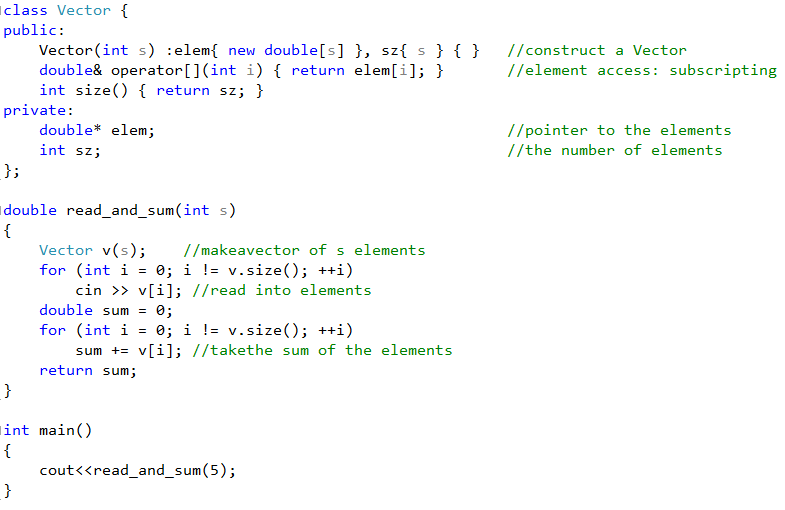 class Vector {
public:
    Vector(int s) :elem{ new double[s] }, sz{ s } { }   //construct a Vector
    double& operator[](int i) { return elem[i]; }       //element access: subscripting
    int size() { return sz; }
private:
    double* elem;                                       //pointer to the elements
    int sz;                                             //the number of elements
};

double read_and_sum(int s)
{
    Vector v(s);    //makeavector of s elements
    for (int i = 0; i != v.size(); ++i)
        cin >> v[i]; //read into elements
    double sum = 0;
    for (int i = 0; i != v.size(); ++i)
        sum += v[i]; //takethe sum of the elements
    return sum;
}

int main()
{
    cout<<read_and_sum(5);
}